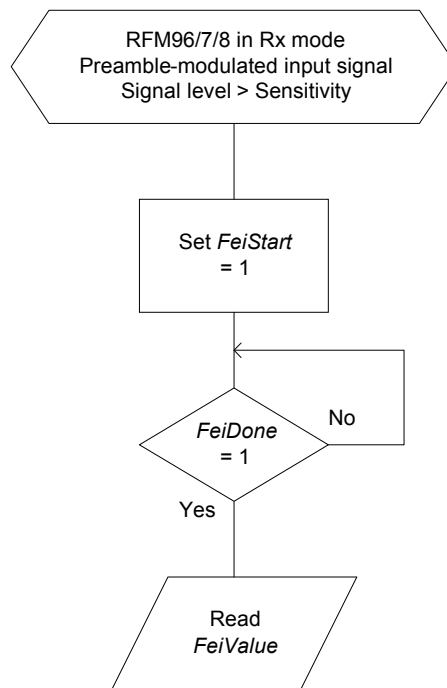 RFM96/7/8 in Rx mode
Preamble-modulated input signal
Signal level > Sensitivity
Set FeiStart
= 1
FeiDone
= 1
No
Yes
Read
FeiValue